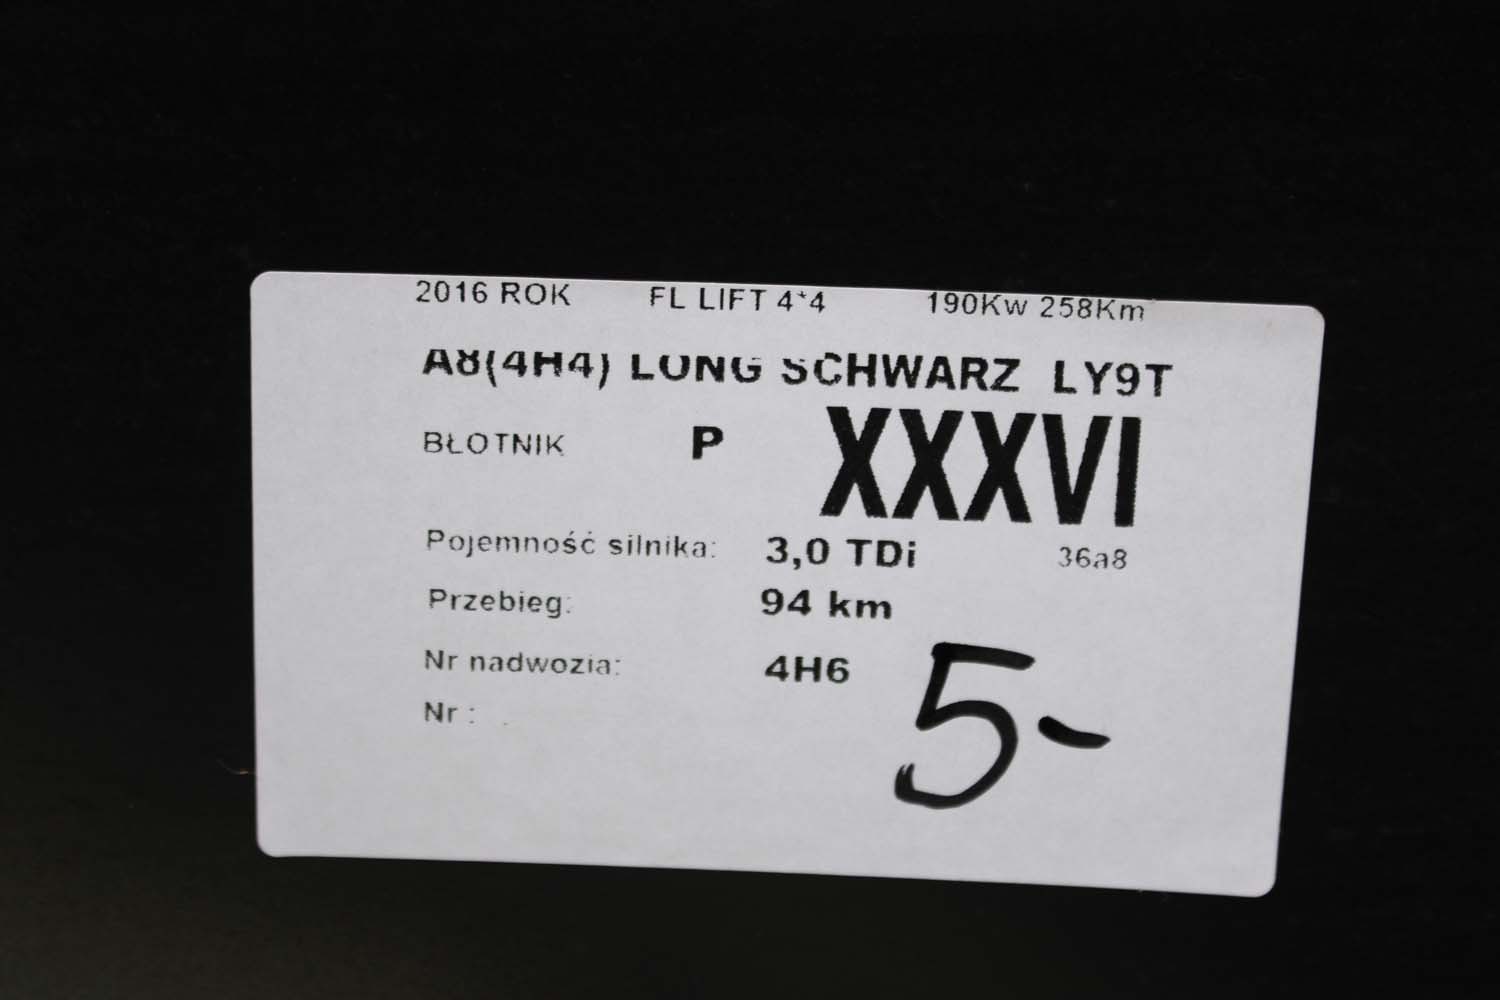 2016 ROK FL LIFT 4*4 190Kw 258Km
A8(4H4) LONG SCHWARZ LY9T
BŁOTNIK P XXXVI
Pojemność silnika: 3,0 TDi 36a8
Przebieg: 94 km
Nr nadwozia: 4H6
Nr :
5-